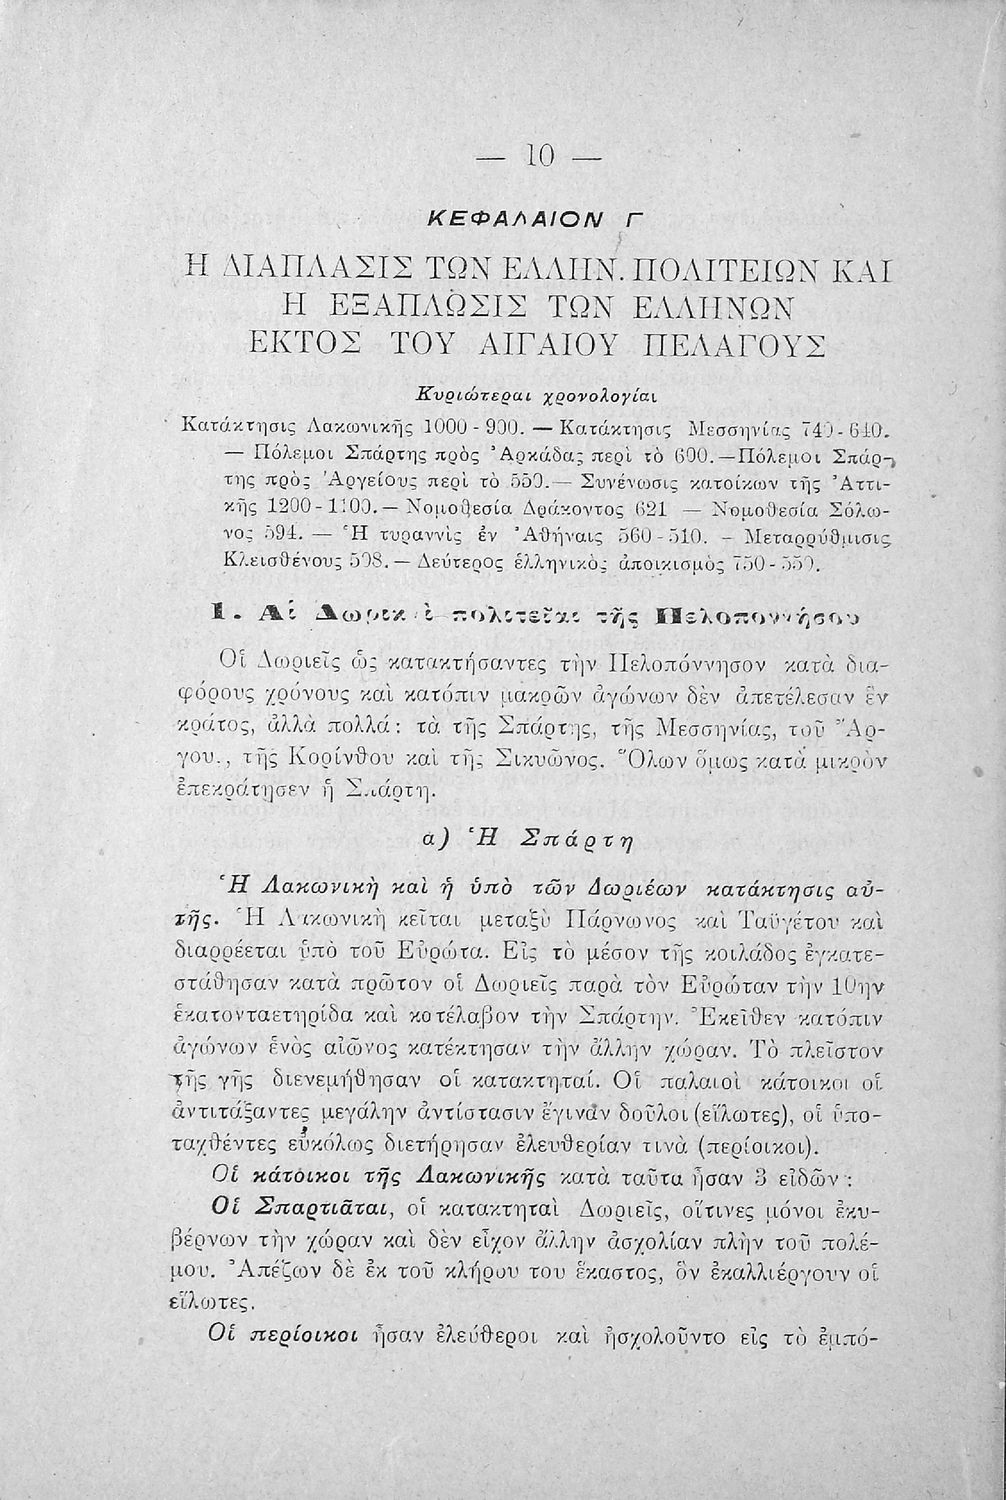 — 10 —
ΚΕΦΑΛΑΙΟΝ Γ
Η ΔΙΑΠΛΑΣΙΣ ΤΩΝ ΕΛΛΗΝ. ΠΟΛΙΤΕΙΩΝ ΚΑΙ
Η ΕΞΑΠΛΩΣΙΣ ΤΩΝ ΕΛΛΗΝΩΝ
ΕΚΤΟΣ ΤΟΥ ΑΙΓΑΙΟΥ ΠΕΛΑΓΟΥΣ
Κυριώτεραι χρονολογίαι
Κατάκτησις Λακωνικῆς 1000 - 900. — Κατάκτησις Μεσσηνίας 740 - 640.
— Πόλεμοι Σπάρτης πρὸς Ἀρκάδας περὶ τὸ 600. — Πόλεμοι Σπάρ-
της πρὸς Ἀργείους περὶ τὸ 550. — Συνένωσις κατοίκων τῆς Ἀττι-
κῆς 1200 - 1100. — Νομοθεσία Δράκοντος 621 — Νομοθεσία Σόλω-
νος 594. — Ἡ τυραννὶς ἐν Ἀθήναις 560 - 510. - Μεταρρύθμισις
Κλεισθένους 508. — Δεύτερος ἑλληνικὸς ἀποικισμὸς 750 - 550.
1. Αἱ Δωρικαὶ πολιτεῖαι τῆς Πελοποννήσου
Οἱ Δωριεῖς ὡς κατακτήσαντες τὴν Πελοπόννησον κατὰ δια-
φόρους χρόνους καὶ κατόπιν μακρῶν ἀγώνων δὲν ἀπετέλεσαν ἓν
κράτος, ἀλλὰ πολλά: τὰ τῆς Σπάρτης, τῆς Μεσσηνίας, τοῦ Ἄρ-
γου., τῆς Κορίνθου καὶ τῆς Σικυῶνος. Ὅλων ὅμως κατὰ μικρὸν
ἐπεκράτησεν ἡ Σπάρτη.
α) Ἡ Σπάρτη
Ἡ Λακωνικὴ καὶ ἡ ὑπὸ τῶν Δωριέων κατάκτησις αὐ-
τῆς. Ἡ Λακωνικὴ κεῖται μεταξὺ Πάρνωνος καὶ Ταϋγέτου καὶ
διαρρέεται ὑπὸ τοῦ Εὐρώτα. Εἰς τὸ μέσον τῆς κοιλάδος ἐγκατε-
στάθησαν κατὰ πρῶτον οἱ Δωριεῖς παρὰ τὸν Εὐρώταν τὴν 10ην
ἑκατονταετηρίδα καὶ κατέλαβον τὴν Σπάρτην. Ἐκεῖθεν κατόπιν
ἀγώνων ἑνὸς αἰῶνος κατέκτησαν τὴν ἄλλην χώραν. Τὸ πλεῖστον
τῆς γῆς διενεμήθησαν οἱ κατακτηταί. Οἱ παλαιοὶ κάτοικοι οἱ
ἀντιτάξαντες μεγάλην ἀντίστασιν ἔγιναν δοῦλοι (εἵλωτες), οἱ ὑπο-
ταχθέντες εὐκόλως διετήρησαν ἐλευθερίαν τινὰ (περίοικοι).
Οἱ κάτοικοι τῆς Λακωνικῆς κατὰ ταῦτα ἦσαν 3 εἰδῶν :
Οἱ Σπαρτιᾶται, οἱ κατακτηταὶ Δωριεῖς, οἵτινες μόνοι ἐκυ-
βέρνων τὴν χώραν καὶ δὲν εἶχον ἄλλην ἀσχολίαν πλὴν τοῦ πολέ-
μου. Ἀπέζων δὲ ἐκ τοῦ κλήρου του ἕκαστος, ὃν ἐκαλλιέργουν οἱ
εἵλωτες.
Οἱ περίοικοι ἦσαν ἐλεύθεροι καὶ ἠσχολοῦντο εἰς τὸ ἐμπό-